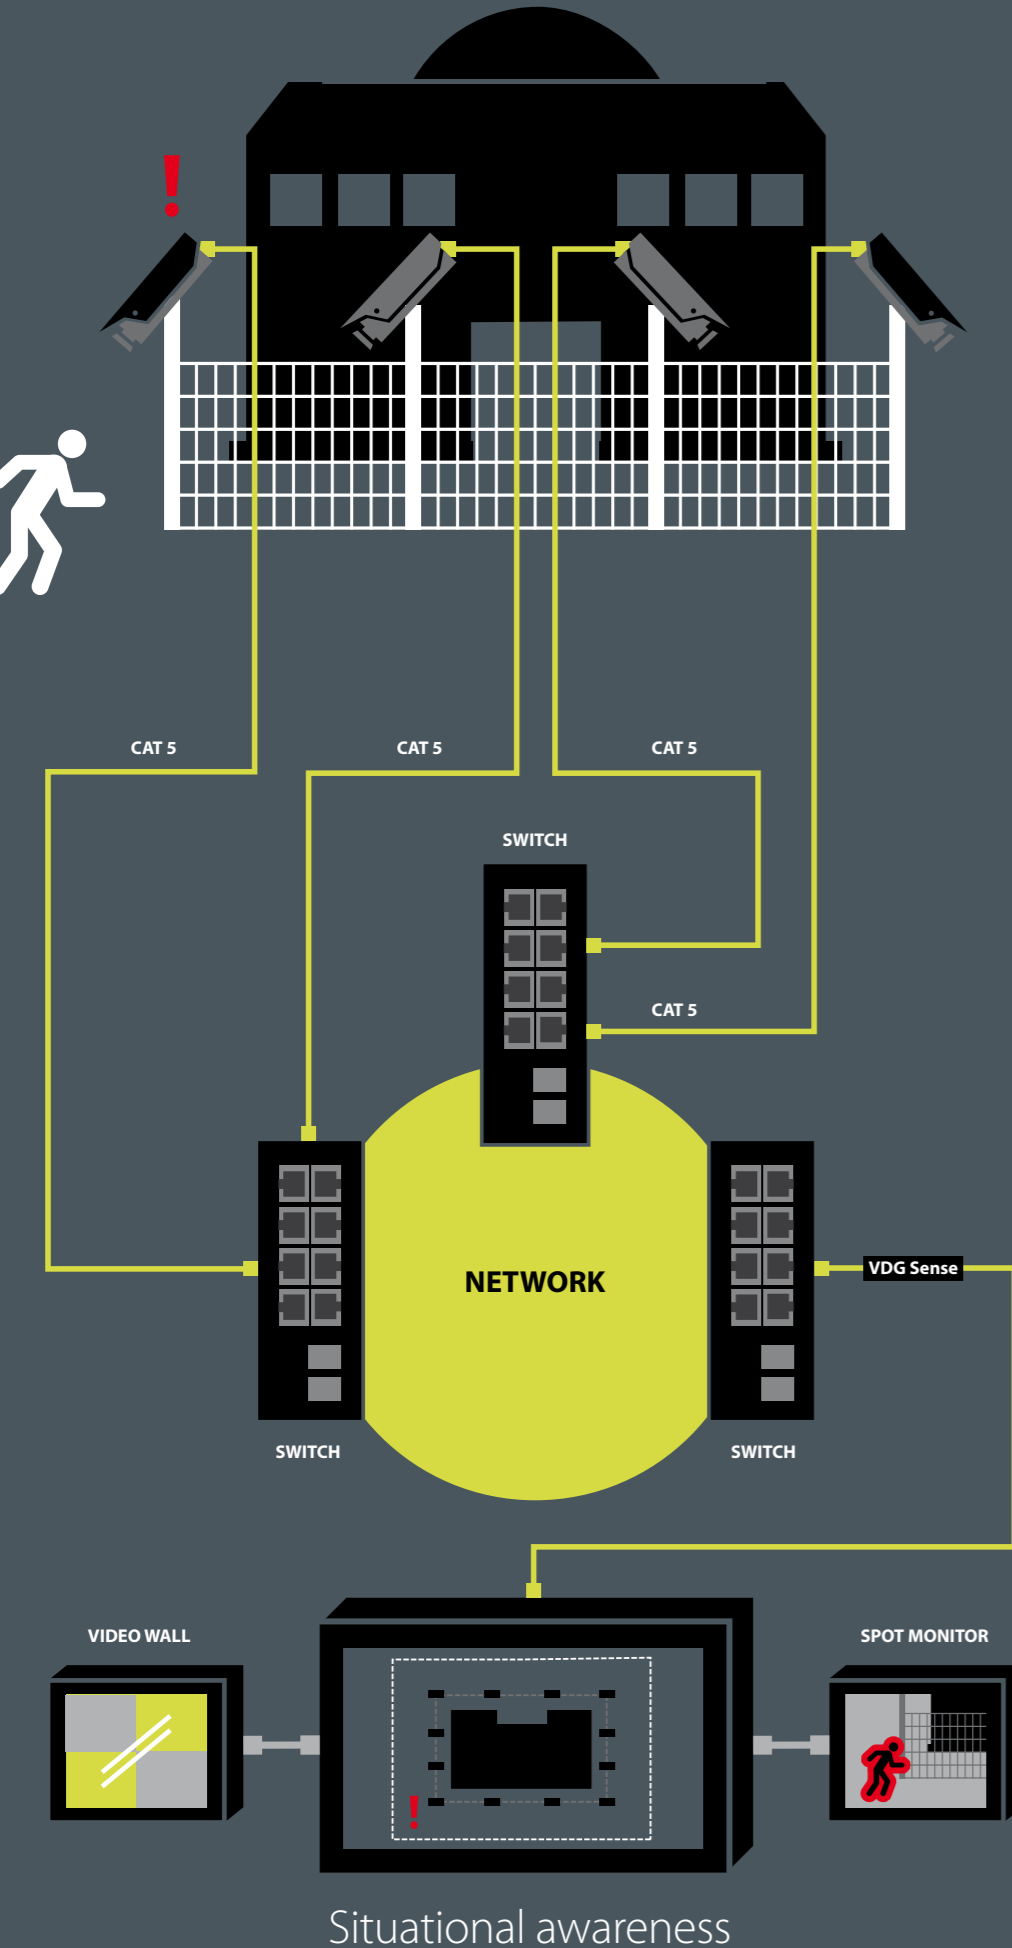 CAT 5
CAT 5
CAT 5
SWITCH
CAT 5
NETWORK
VDG Sense
SWITCH
SWITCH
VIDEO WALL
SPOT MONITOR
Situational awareness